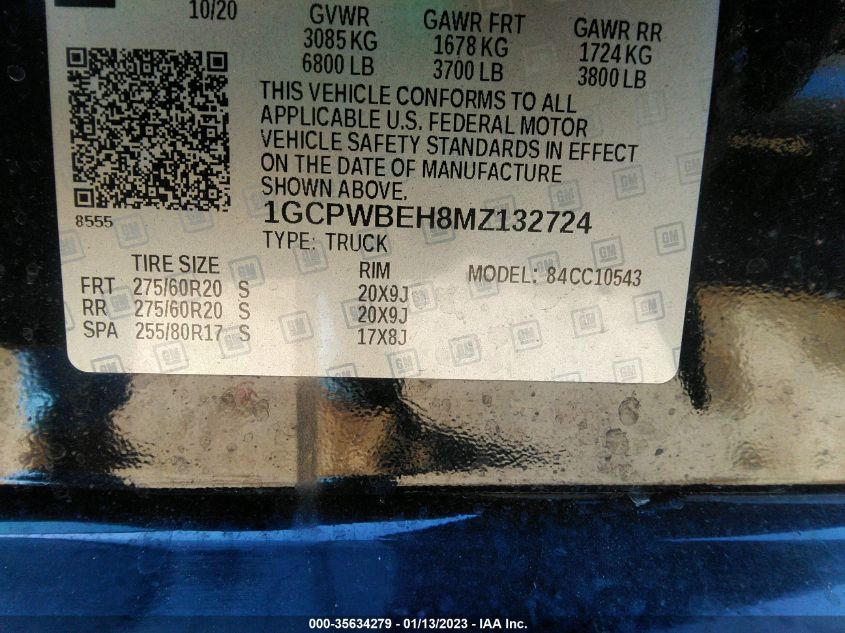 10/20 GVWR GAWR FRT GAWR RR
3085 KG 1678 KG 1724 KG
6800 LB 3700 LB 3800 LB
THIS VEHICLE CONFORMS TO ALL
APPLICABLE U.S. FEDERAL MOTOR
VEHICLE SAFETY STANDARDS IN EFFECT
ON THE DATE OF MANUFACTURE
SHOWN ABOVE.
8555 1GCPWBEH8MZ132724
TYPE: TRUCK
TIRE SIZE RIM MODEL: 84CC10543
FRT 275/60R20 S 20X9J
RR 275/60R20 S 20X9J
SPA 255/80R17 S 17X8J
000-35634279 - 01/13/2023 - IAA Inc.